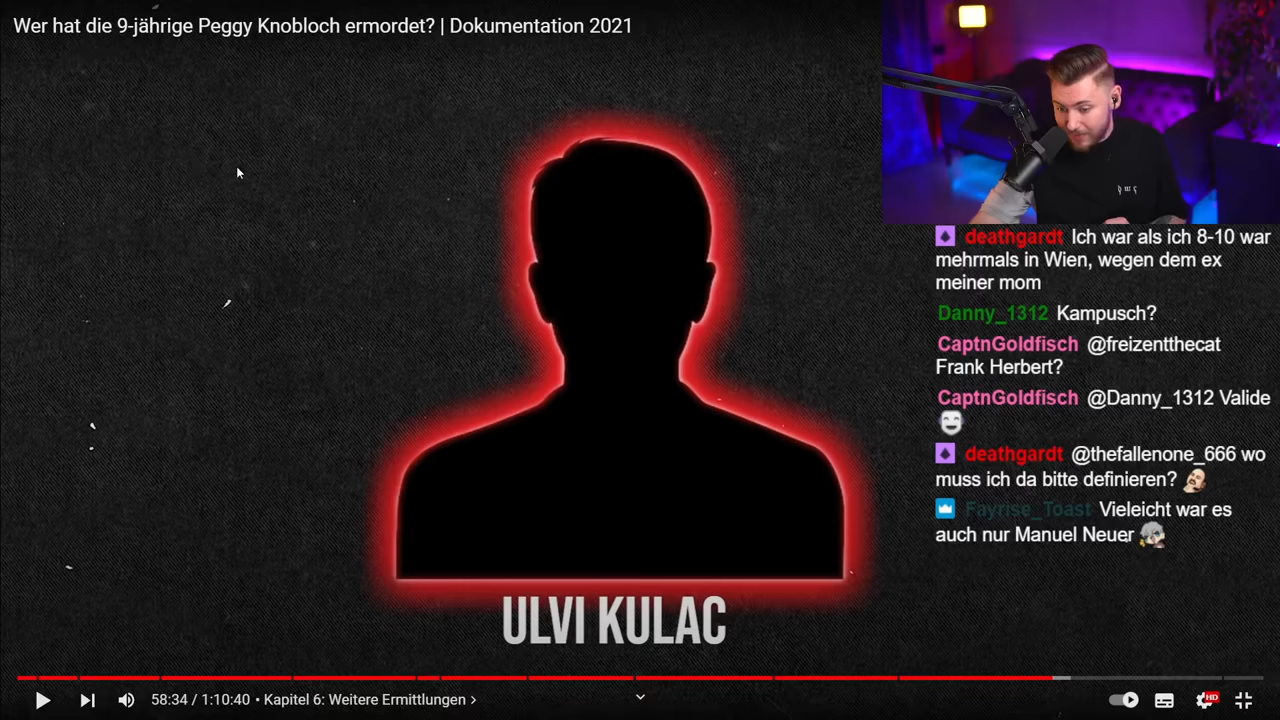 Wer hat die 9-jährige Peggy Knobloch ermordet? | Dokumentation 2021
deathgardt Ich war als ich 8-10 war
mehrmals in Wien, wegen dem ex
meiner mom
Danny_1312 Kampusch?
CaptnGoldfisch @freizentthecat
Frank Herbert?
CaptnGoldfisch @Danny_1312 Valide
deathgardt @thefallenone_666 wo
muss ich da bitte definieren?
Fayrise_Toast Vieleicht war es
auch nur Manuel Neuer
ULVI KULAC
58:34 / 1:10:40 • Kapitel 6: Weitere Ermittlungen ›
HD